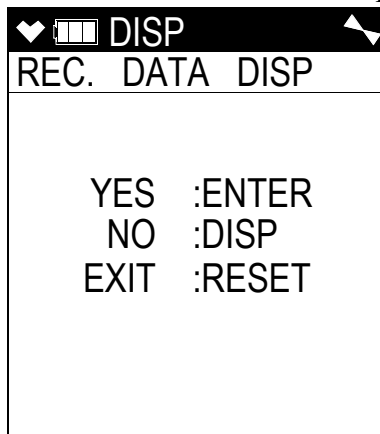 DISP
REC. DATA DISP
YES :ENTER
NO :DISP
EXIT :RESET